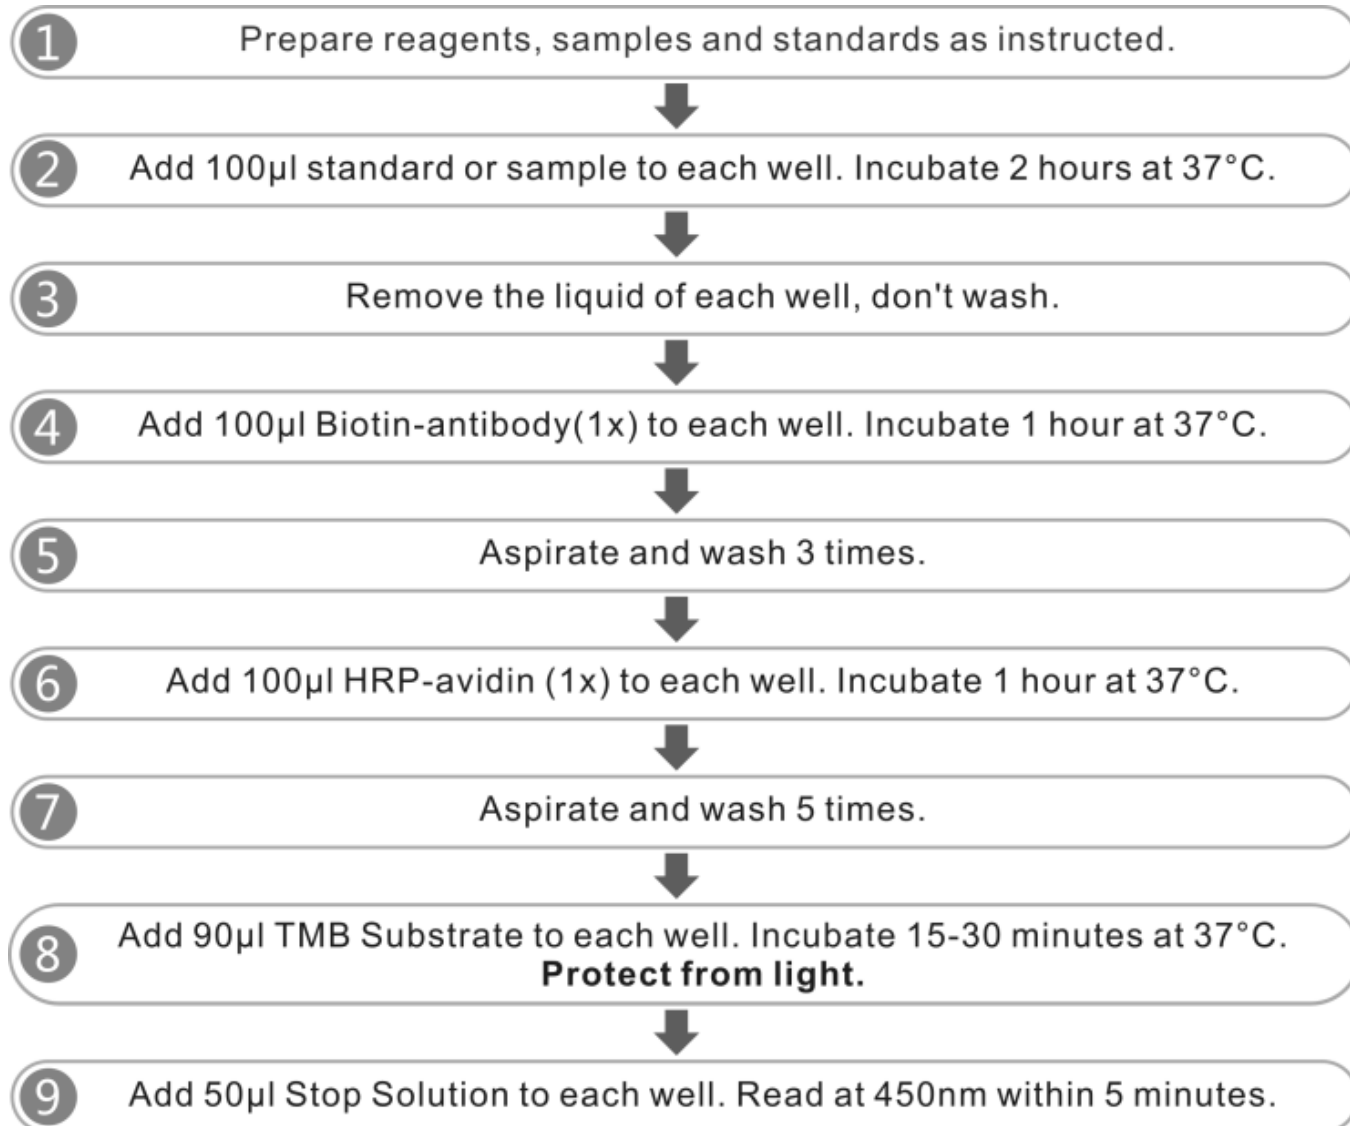 1 Prepare reagents, samples and standards as instructed.
2 Add 100µl standard or sample to each well. Incubate 2 hours at 37°C.
3 Remove the liquid of each well, don't wash.
4 Add 100µl Biotin-antibody(1x) to each well. Incubate 1 hour at 37°C.
5 Aspirate and wash 3 times.
6 Add 100µl HRP-avidin (1x) to each well. Incubate 1 hour at 37°C.
7 Aspirate and wash 5 times.
8 Add 90µl TMB Substrate to each well. Incubate 15-30 minutes at 37°C.
Protect from light.
9 Add 50µl Stop Solution to each well. Read at 450nm within 5 minutes.